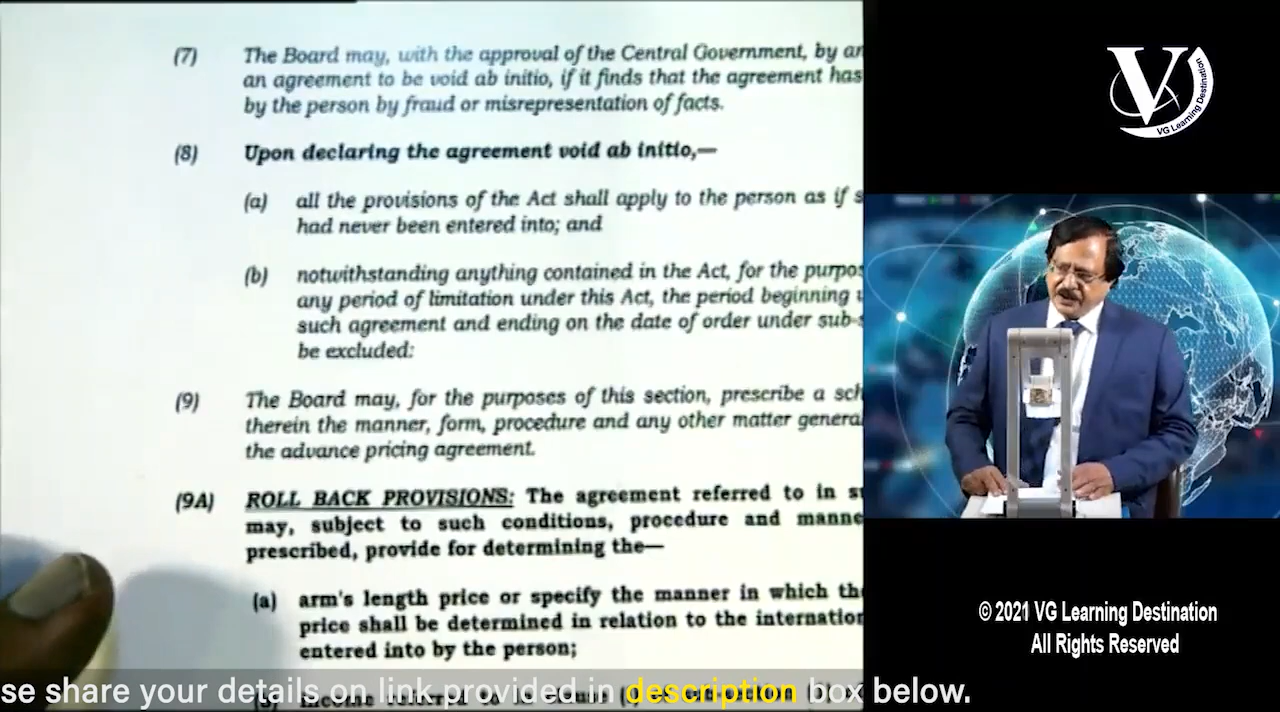 (7) The Board may, with the approval of the Central Government, by
an agreement to be void ab initio, if it finds that the agreement has
by the person by fraud or misrepresentation of facts.
(8) Upon declaring the agreement void ab initio,—
(a) all the provisions of the Act shall apply to the person as if
had never been entered into; and
(b) notwithstanding anything contained in the Act, for the
any period of limitation under this Act, the period beginning
such agreement and ending on the date of order under
be excluded:
(9) The Board may, for the purposes of this section, prescribe a
therein the manner, form, procedure and any other matter
the advance pricing agreement.
(9A) ROLL BACK PROVISIONS: The agreement referred to in
may, subject to such conditions, procedure and
prescribed, provide for determining the—
(a) arm's length price or specify the manner in which
price shall be determined in relation to the
entered into by the person;
se share your details on link provided in description box below.
V
VG Learning Destination
© 2021 VG Learning Destination
All Rights Reserved